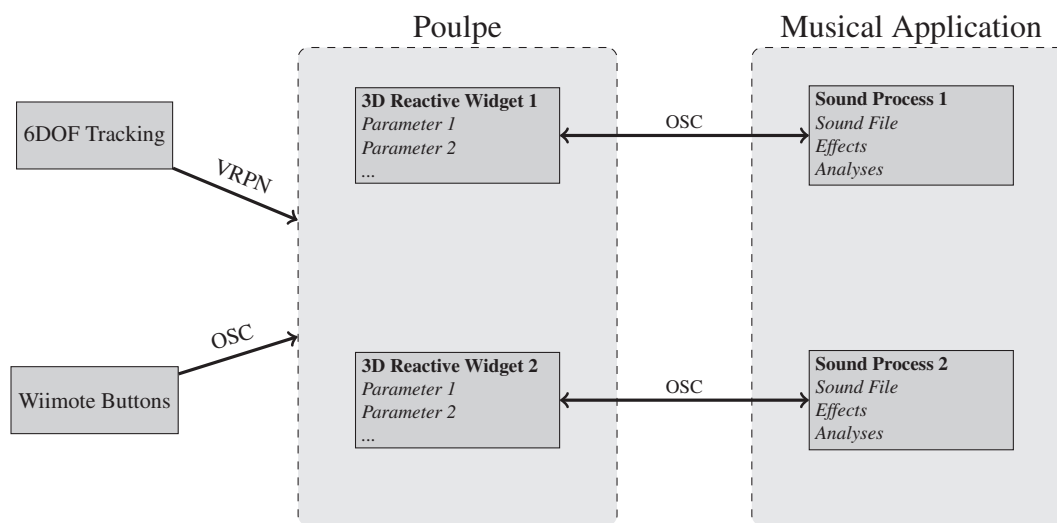 Poulpe
Musical Application
6DOF Tracking
VRPN
3D Reactive Widget 1
Parameter 1
Parameter 2
...
OSC
Sound Process 1
Sound File
Effects
Analyses
Wiimote Buttons
OSC
3D Reactive Widget 2
Parameter 1
Parameter 2
...
OSC
Sound Process 2
Sound File
Effects
Analyses